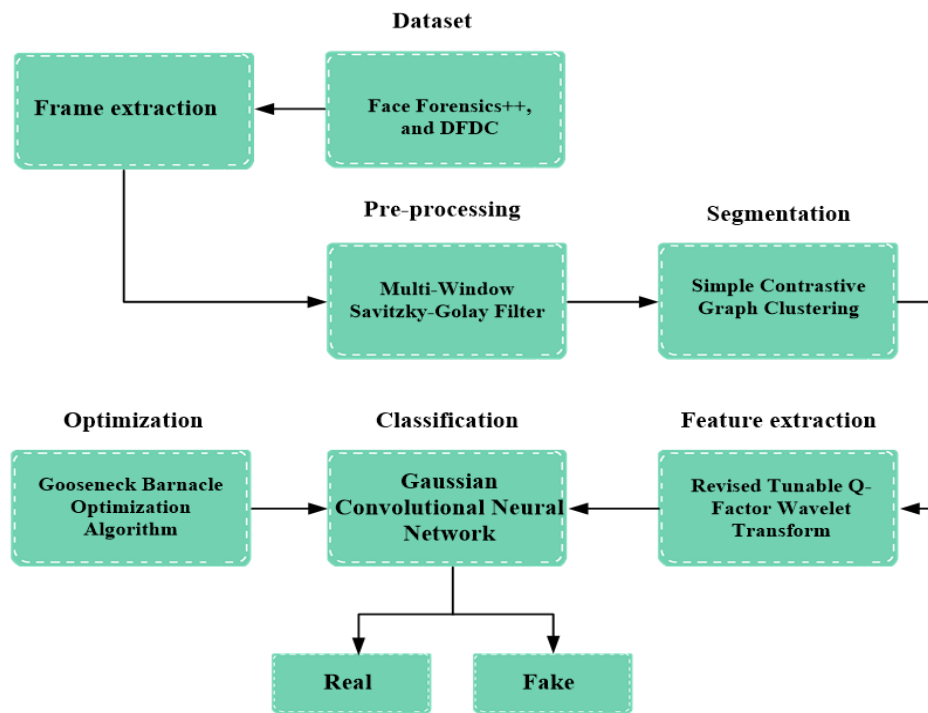 Dataset
Frame extraction
Face Forensics++,
and DFDC
Pre-processing
Segmentation
Multi-Window
Savitzky-Golay Filter
Simple Contrastive
Graph Clustering
Optimization
Classification
Feature extraction
Gooseneck Barnacle
Optimization
Algorithm
Gaussian
Convolutional Neural
Network
Revised Tunable Q-
Factor Wavelet
Transform
Real
Fake